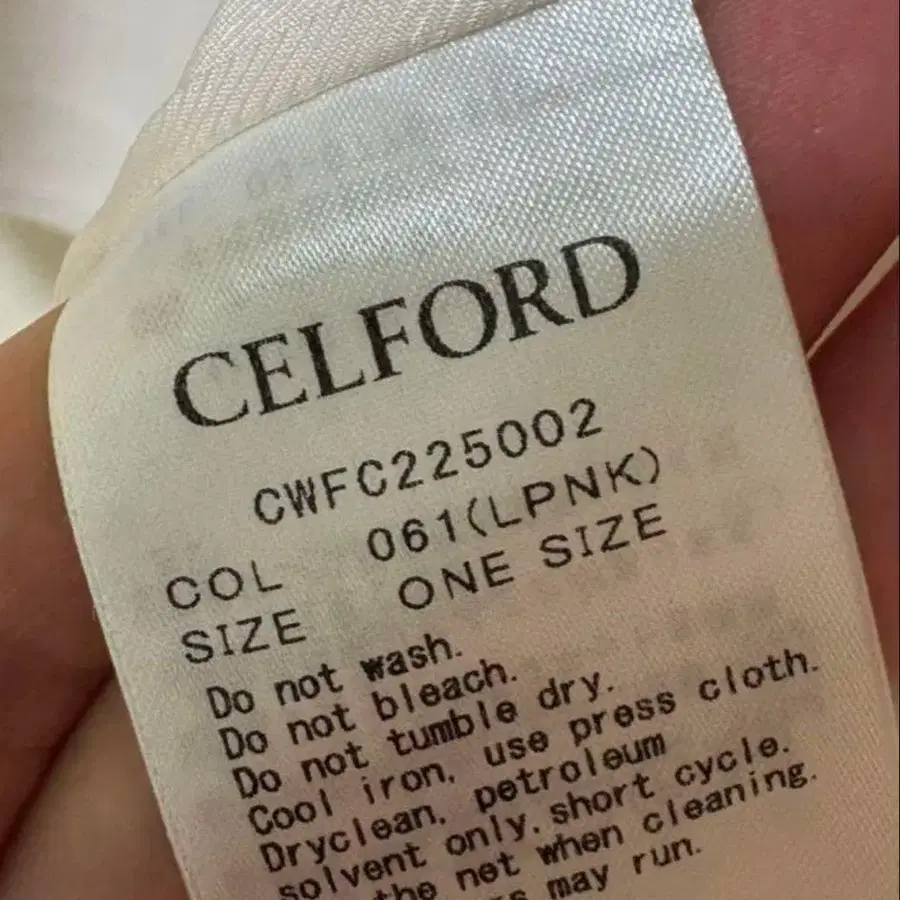 CELFORD
CWFC225002
COL 061(LPNK)
SIZE ONE SIZE
Do not wash.
Do not bleach.
Do not tumble dry.
Cool iron, use press cloth.
Dryclean, petroleum
solvent only, short cycle.
the net when cleaning.
may run.